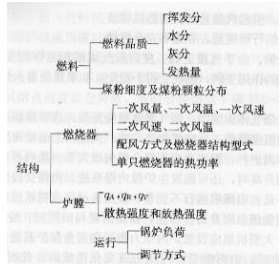 挥发分
水分
燃料品质
灰分
发热量
燃料
煤粉细度及煤粉颗粒分布
一次风量、一次风温、一次风速
二次风速、二次风温
燃烧器
配风方式及燃烧器结构型式
单只燃烧器的热功率
结构
qA、qR、qV
炉膛
散热强度和放热强度
锅炉负荷
运行
调节方式